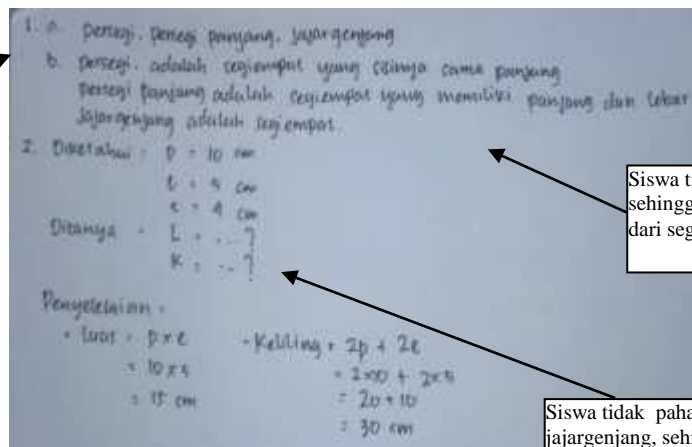 1. a. persegi, persegi panjang, jajargenjang
b. persegi, adalah segiempat yang sisinya sama panjang
persegi panjang adalah segiempat yang memiliki panjang dan lebar
Jajargenjang adalah segiempat.
2. Diketahui = p = 10 cm
l = 5 cm
t = 4 cm
Ditanya = L = ... ?
K = ... ?
Penyelesaian =
- Luas = p x l
= 10 x 5
= 15 cm
- Keliling = 2p + 2l
= 2x10 + 2x5
= 20 + 10
= 30 cm
Siswa ti
sehingg
dari seg
Siswa tidak paha
jajargenjang, sehi